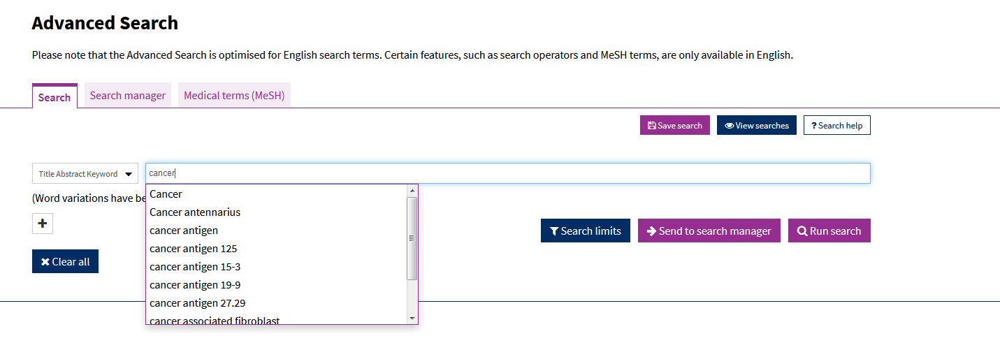 Advanced Search
Please note that the Advanced Search is optimised for English search terms. Certain features, such as search operators and MeSH terms, are only available in English.
Search
Search manager
Medical terms (MeSH)
Save search
View searches
? Search help
Title Abstract Keyword
cancer
(Word variations have be
Cancer
Cancer antennarius
cancer antigen
cancer antigen 125
cancer antigen 15-3
cancer antigen 19-9
cancer antigen 27.29
cancer associated fibroblast
+
Search limits
Send to search manager
Run search
Clear all